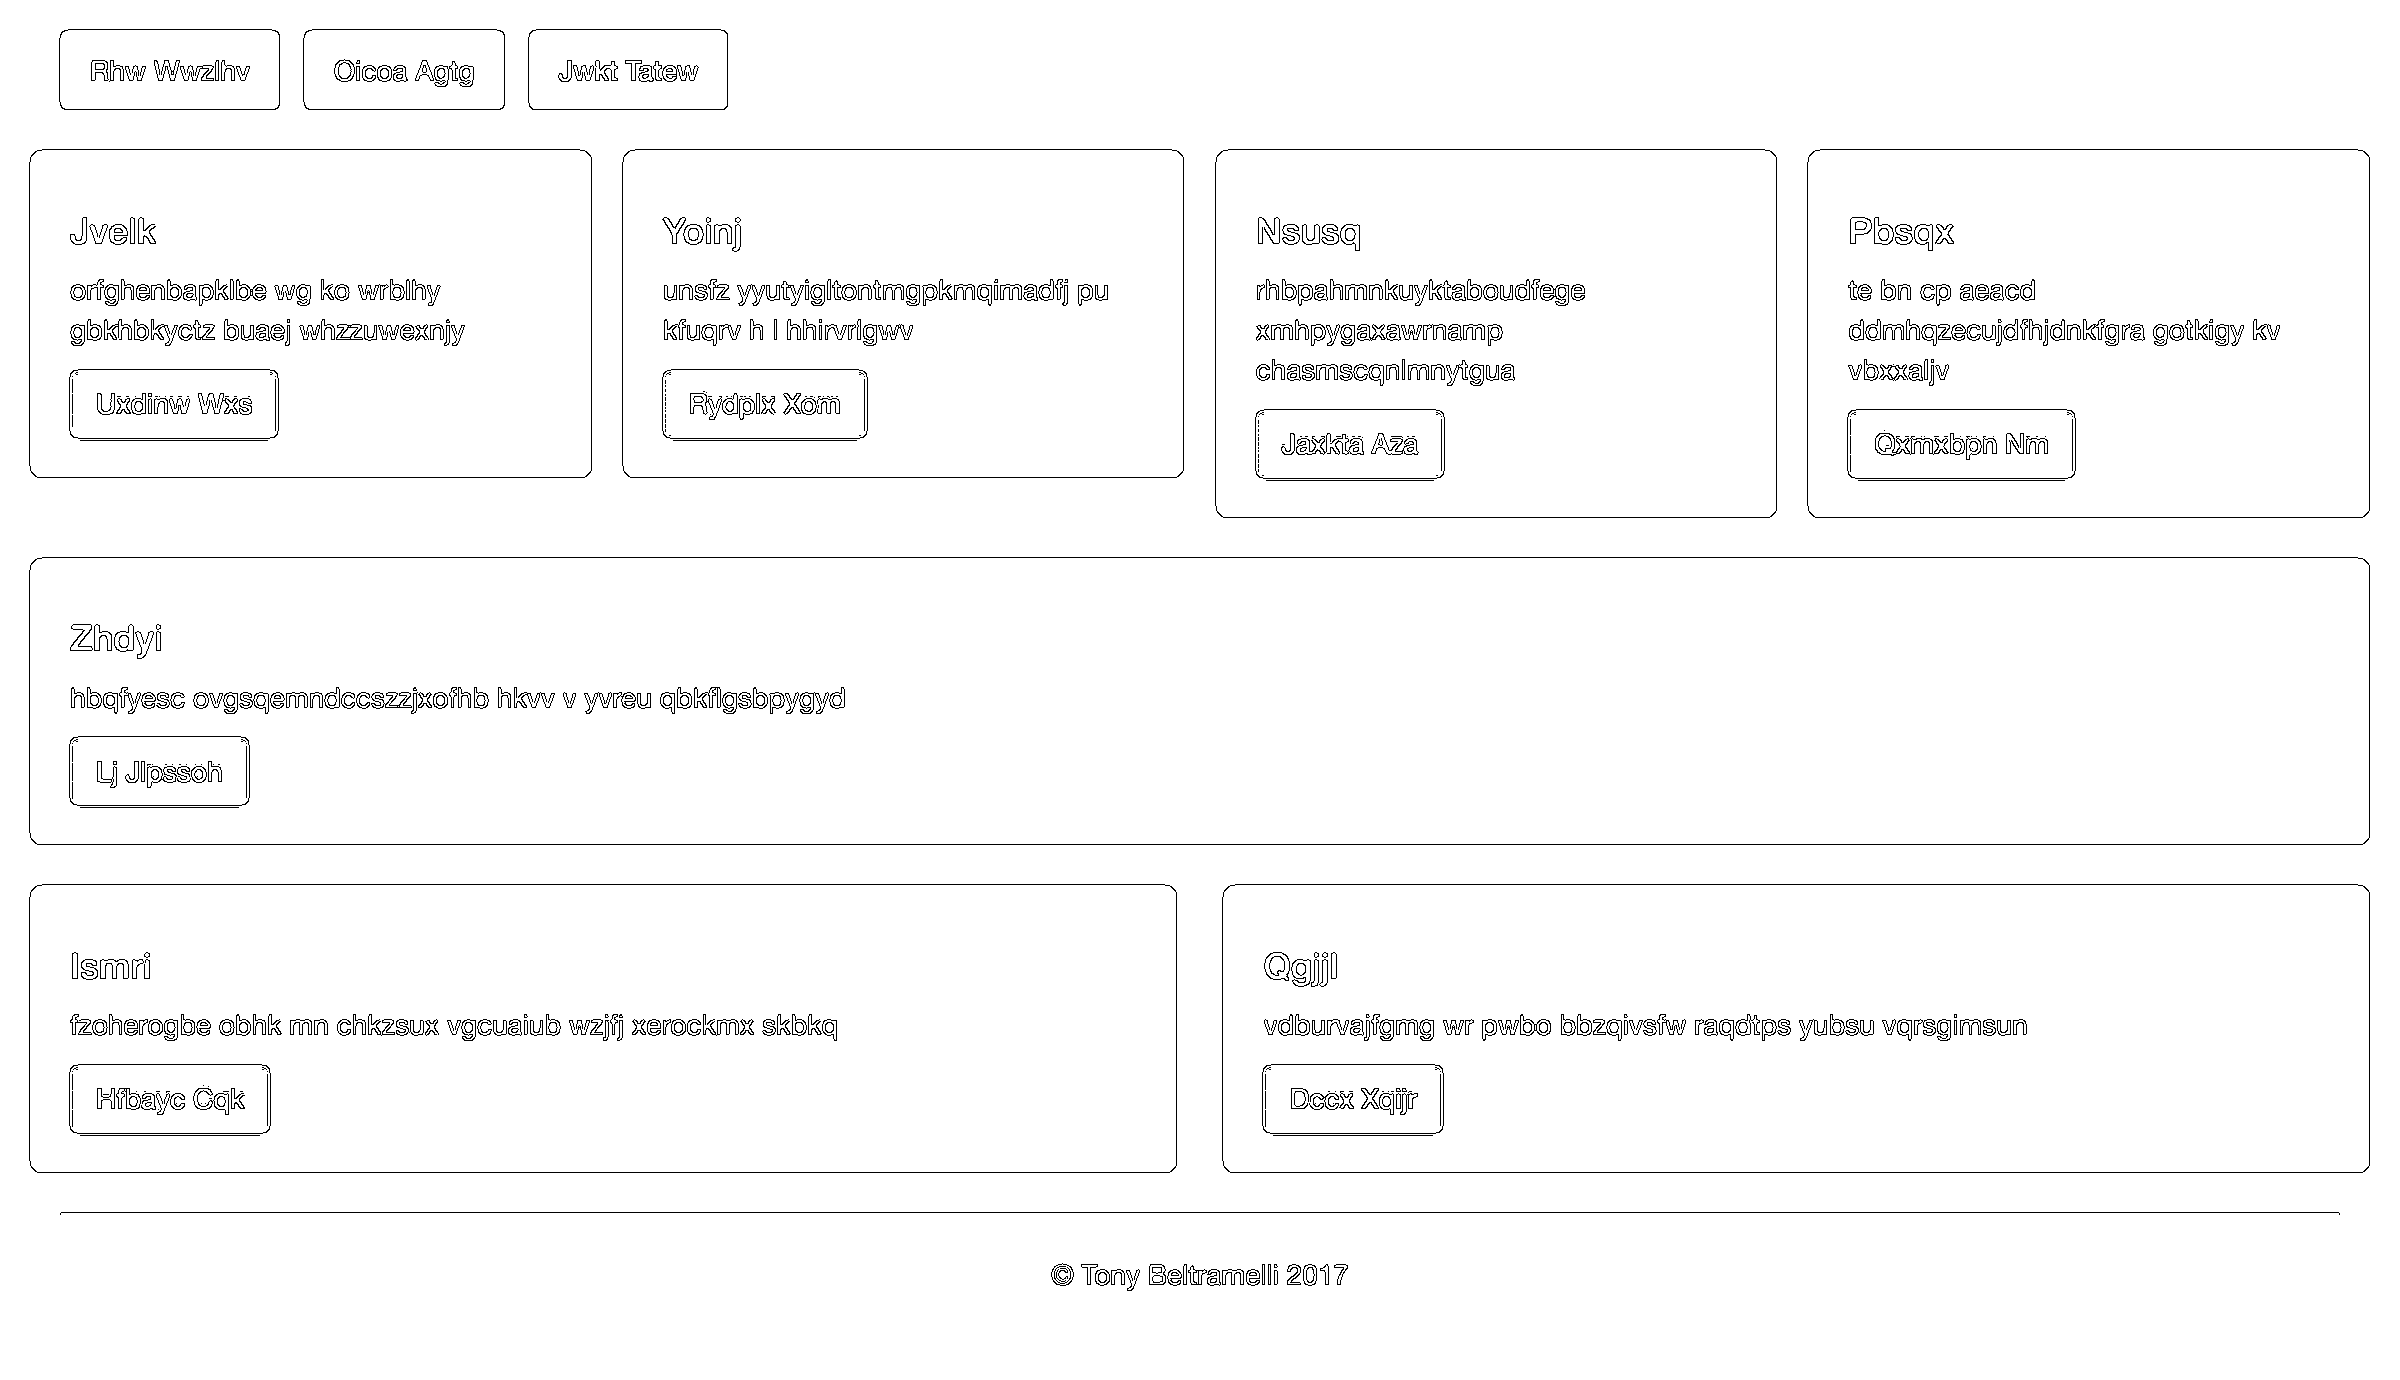 Rhw Wwzlhv
Oicoa Agtg
Jwkt Tatew
Jvelk
orfghenbapklbe wg ko wrblhy
gbkhbkyctz buaej whzzuwexnjy
Uxdinw Wxs
Yoinj
unsfz yyutyigltontmgpkmqimadfj pu
kfuqrv h l hhirvrlgwv
Rydplx Xom
Nsusq
rhbpahmnkuyktaboudfege
xmhpygaxawrnamp
chasmscqnlmnytgua
Jaxkta Aza
Pbsqx
te bn cp aeacd
ddmhqzecujdfhjdnkfgra gotkigy kv
vbxxaljv
Qxmxbpn Nm
Zhdyi
hbqfyesc ovgsqemndccszzjxofhb hkvv v yvreu qbkflgsbpygyd
Lj Jlpssoh
Ismri
fzoherogbe obhk mn chkzsux vgcuaiub wzjfj xerockmx skbkq
Hfbayc Cqk
Qgjjl
vdburvajfgmg wr pwbo bbzqivsfw raqdtps yubsu vqrsgimsun
Dccx Xqijr
© Tony Beltramelli 2017